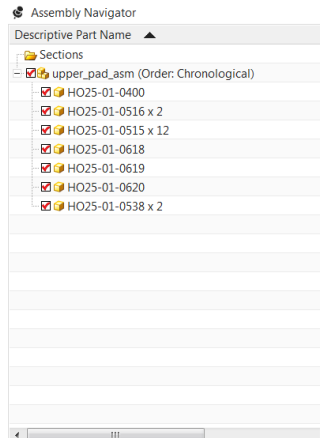 Assembly Navigator
Descriptive Part Name
Sections
upper_pad_asm (Order: Chronological)
HO25-01-0400
HO25-01-0516 x 2
HO25-01-0515 x 12
HO25-01-0618
HO25-01-0619
HO25-01-0620
HO25-01-0538 x 2